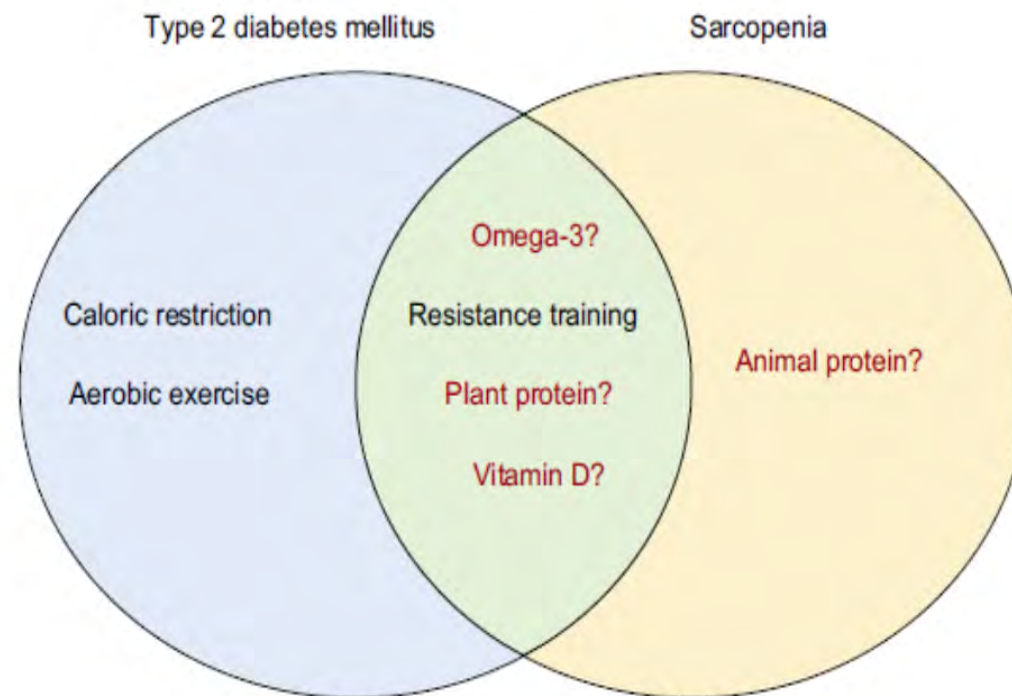 Type 2 diabetes mellitus
Sarcopenia
Omega-3?
Caloric restriction
Resistance training
Animal protein?
Aerobic exercise
Plant protein?
Vitamin D?